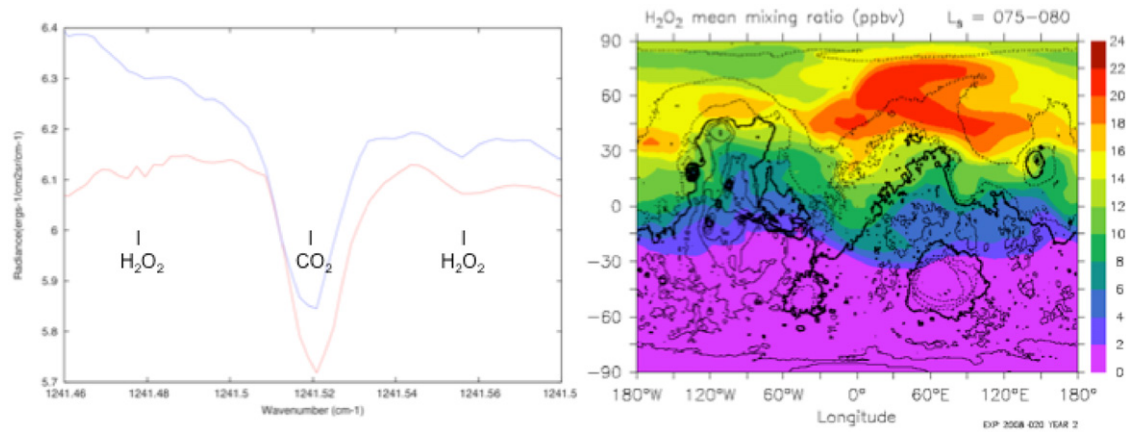 6.4
6.3
6.2
6.1
6
5.9
5.8
5.7
Radiance(ergs-1/cm2sr/cm-1)
I
H₂O₂
I
CO₂
I
H₂O₂
1241.46
1241.48
1241.5
1241.52
1241.54
1241.56
1241.5
Wavenumber (cm-1)
H₂O₂ mean mixing ratio (ppbv) Lₛ = 075-080
90
60
30
0
−30
−60
−90
180°W
120°W
60°W
0°
60°E
120°E
180°
Longitude
24
22
20
18
16
14
12
10
8
6
4
2
0
EXP 2008-020 YEAR 2